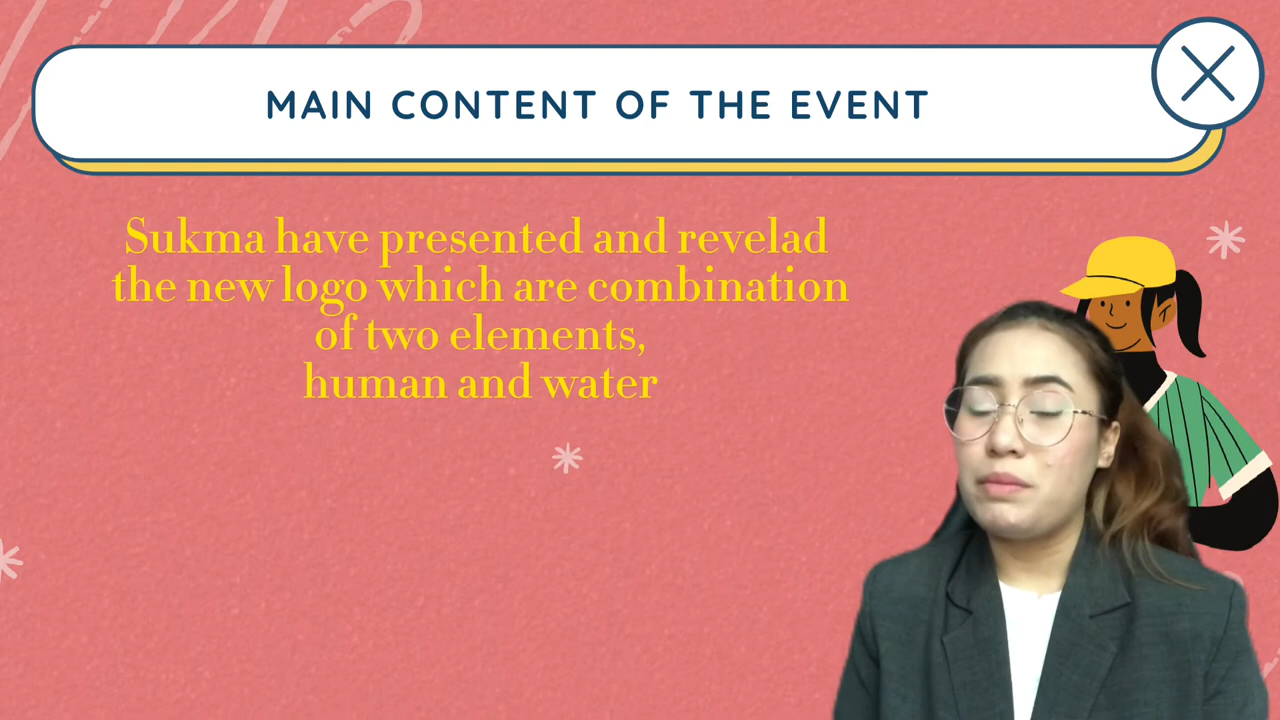 MAIN CONTENT OF THE EVENT
Sukma have presented and revelad
the new logo which are combination
of two elements,
human and water